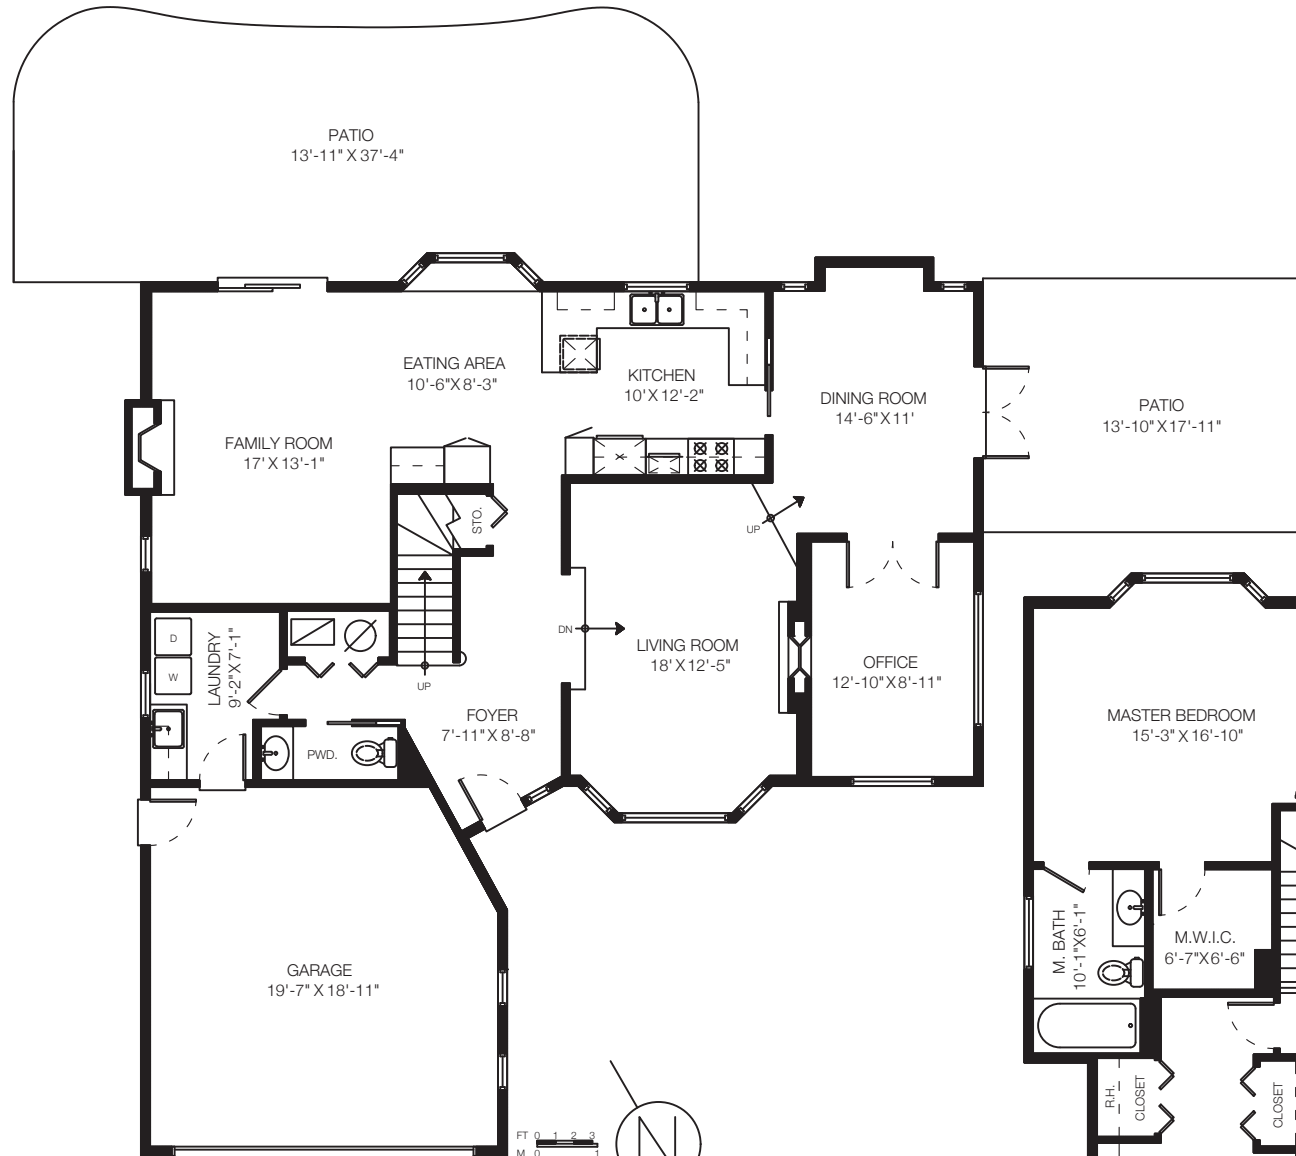 PATIO
13'-11" X 37'-4"
EATING AREA
10'-6"X 8'-3"
KITCHEN
10' X 12'-2"
DINING ROOM
14'-6"X 11'
PATIO
13'-10" X 17'-11"
FAMILY ROOM
17' X 13'-1"
STO.
UP
DN
D
W
LAUNDRY
9'-2"X 7'-1"
LIVING ROOM
18' X 12'-5"
OFFICE
12'-10"X 8'-11"
UP
FOYER
7'-11"X 8'-8"
PWD.
MASTER BEDROOM
15'-3" X 16'-10"
M. BATH
10'-1"X6'-1"
M.W.I.C.
6'-7"X 6'-6"
GARAGE
19'-7" X 18'-11"
R.H.
CLOSET
CLOSET
FT 0 1 2 3
M 0 1
N